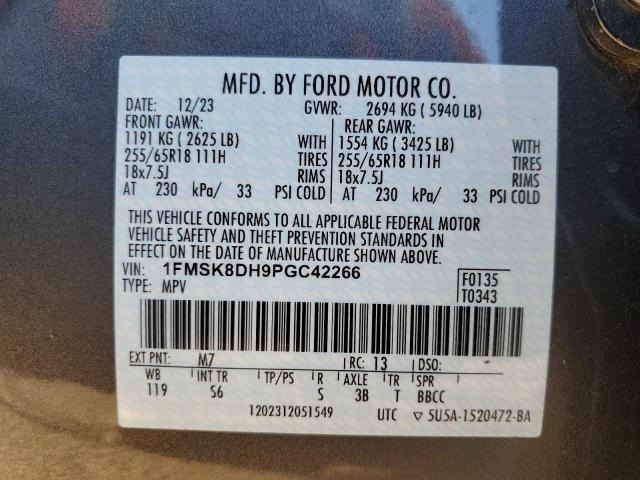 MFD. BY FORD MOTOR CO.
DATE: 12/23 GVWR: 2694 KG ( 5940 LB)
FRONT GAWR: REAR GAWR:
1191 KG ( 2625 LB) WITH 1554 KG ( 3425 LB) WITH
255/65R18 111H TIRES 255/65R18 111H TIRES
18x7.5J RIMS 18x7.5J RIMS
AT 230 kPa/ 33 PSI COLD AT 230 kPa/ 33 PSI COLD
THIS VEHICLE CONFORMS TO ALL APPLICABLE FEDERAL MOTOR
VEHICLE SAFETY AND THEFT PREVENTION STANDARDS IN
EFFECT ON THE DATE OF MANUFACTURE SHOWN ABOVE.
VIN: 1FMSK8DH9PGC42266 F0135
TYPE: MPV T0343
EXT PNT: M7 RC: 13 DSO:
WB INT TR TP/PS R AXLE TR SPR
119 S6 S 3B T BBCC
1202312051549 UTC ▽ 5U5A-1520472-BA